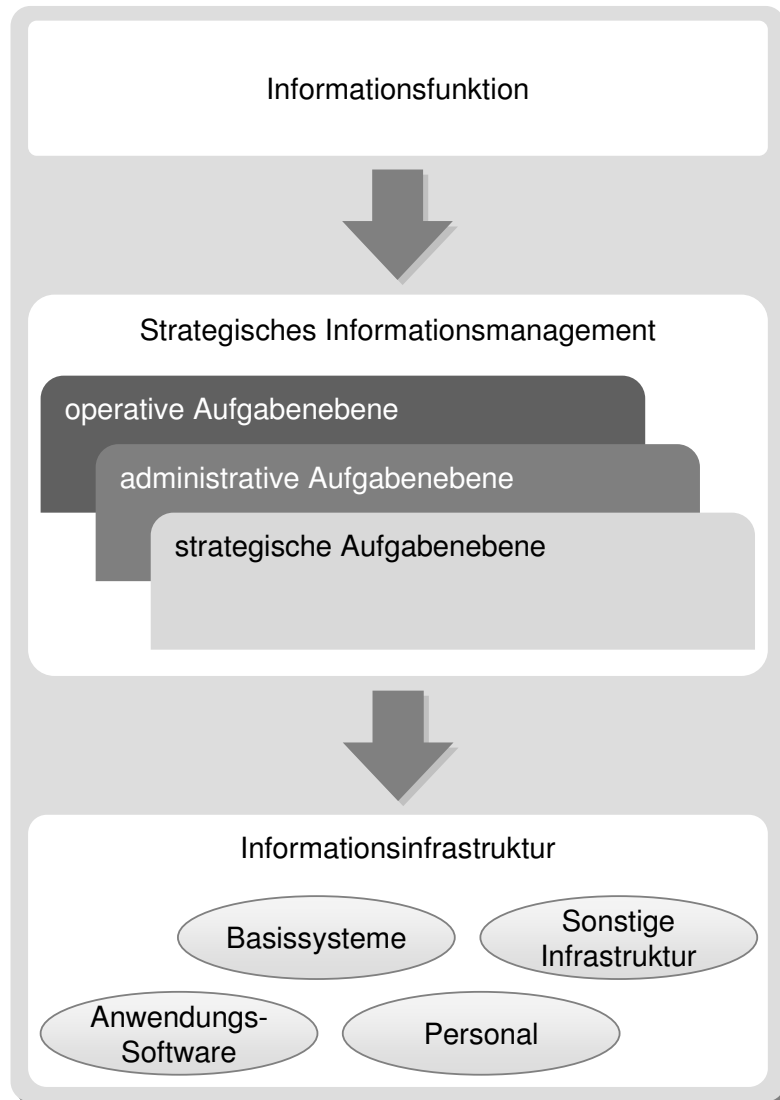 Informationsfunktion
Strategisches Informationsmanagement
operative Aufgabenebene
administrative Aufgabenebene
strategische Aufgabenebene
Informationsinfrastruktur
Basissysteme
Sonstige
Infrastruktur
Anwendungs-
Software
Personal